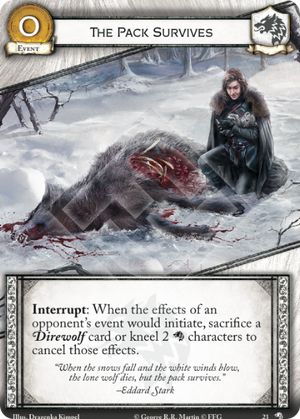 0
THE PACK SURVIVES
EVENT
Interrupt: When the effects of an
opponent's event would initiate, sacrifice a
Direwolf card or kneel 2 characters
to cancel those effects.
"When the snows fall and the white winds blow,
the lone wolf dies, but the pack survives."
–Eddard Stark
Illus. Drazenka Kimpel © George R.R. Martin © FFG 21